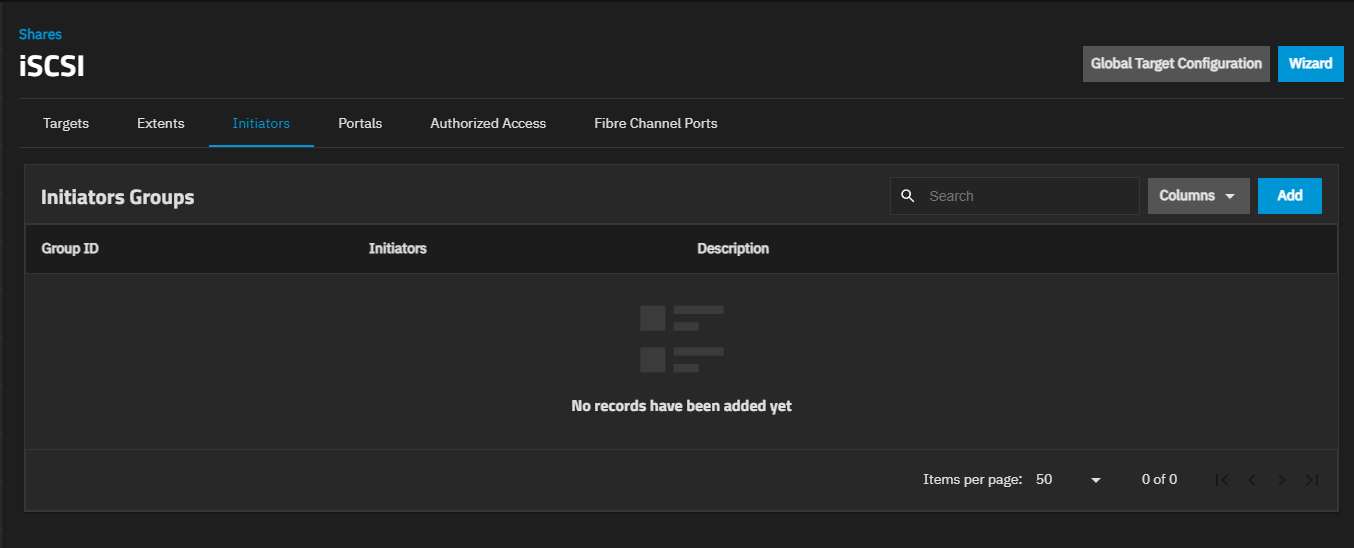 Shares
iSCSI
Global Target Configuration
Wizard
Targets
Extents
Initiators
Portals
Authorized Access
Fibre Channel Ports
Initiators Groups
Search
Columns
Add
Group ID
Initiators
Description
No records have been added yet
Items per page: 50
0 of 0